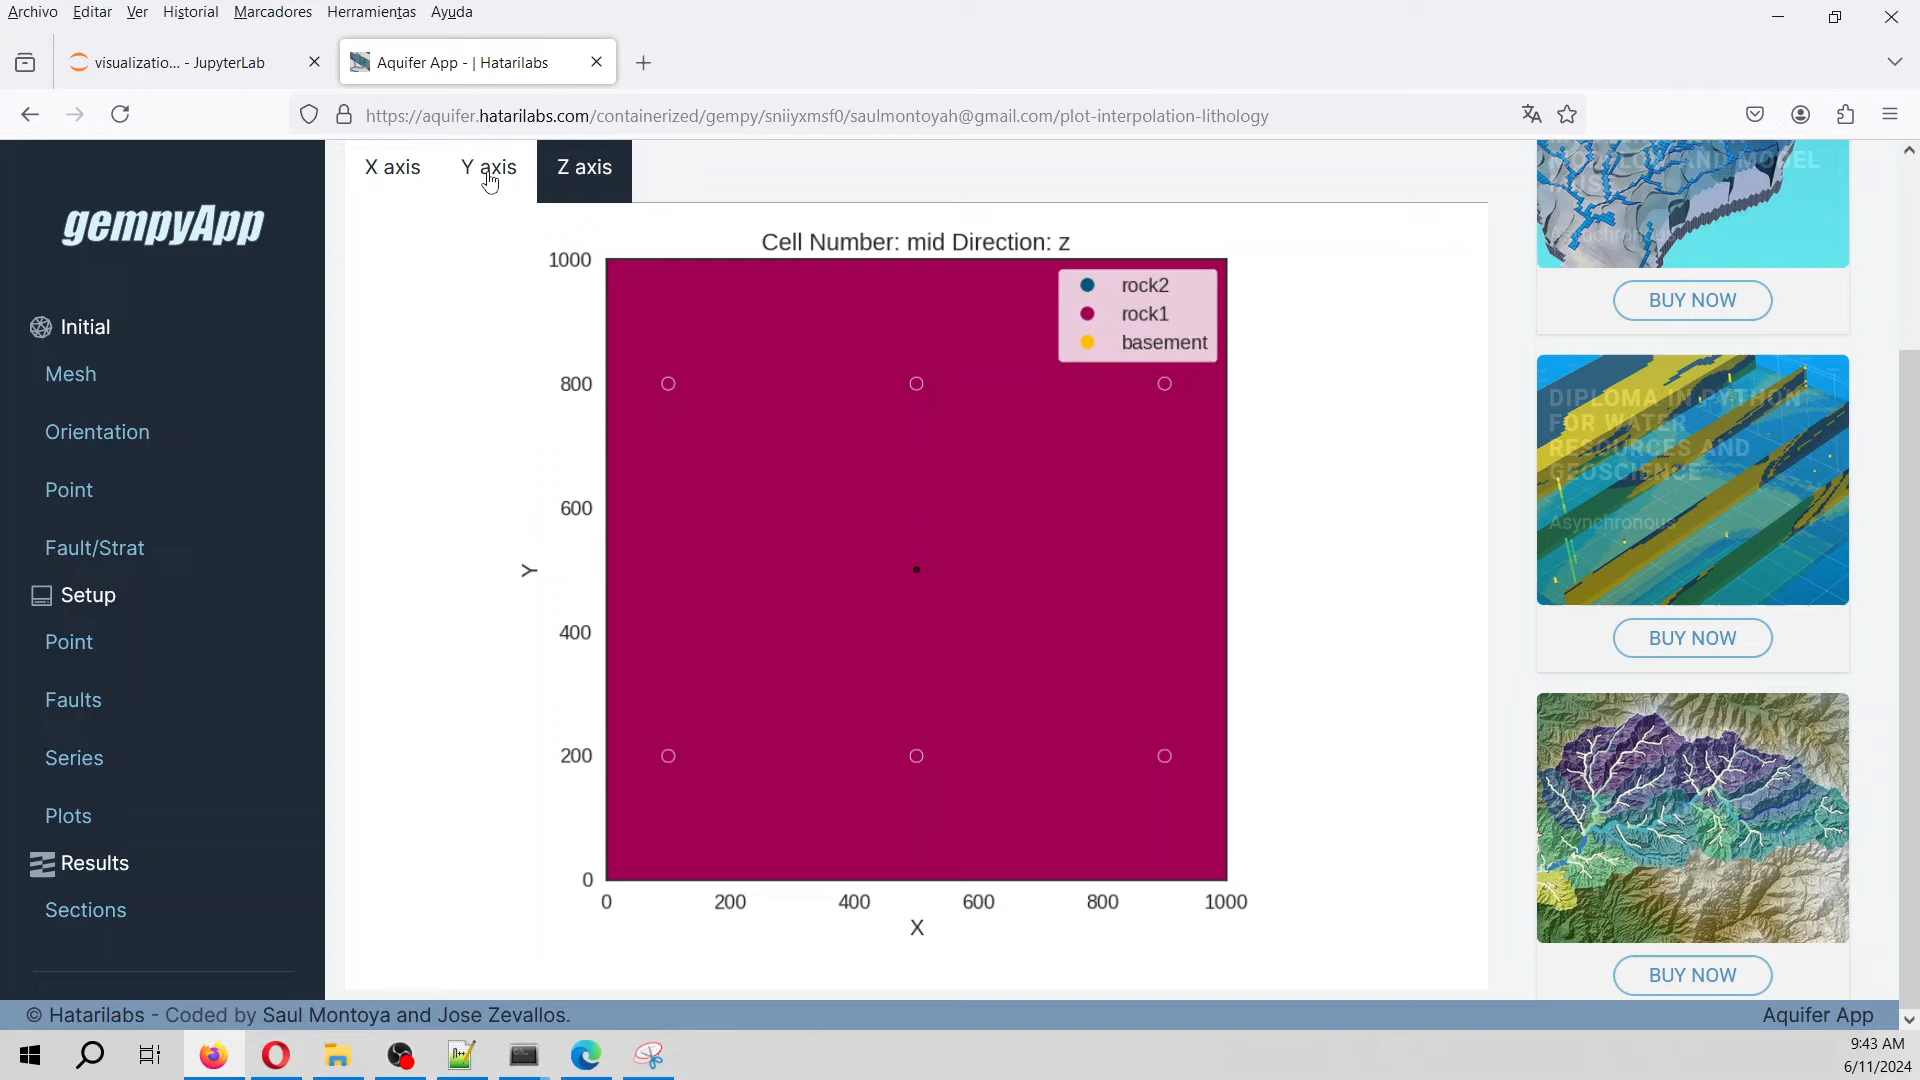 Archivo Editar Ver Historial Marcadores Herramientas Ayuda
visualizatio... - JupyterLab
Aquifer App - | Hatarilabs
https://aquifer.hatarilabs.com/containerized/gempy/sniiyxmsf0/saulmontoyah@gmail.com/plot-interpolation-lithology
gempyApp
Initial
Mesh
Orientation
Point
Fault/Strat
Setup
Point
Faults
Series
Plots
Results
Sections
X axis Y axis Z axis
Cell Number: mid Direction: z
1000
800
600
400
200
0
Y
rock2
rock1
basement
0 200 400 600 800 1000
X
BUY NOW
DIPLOMA IN PYTHON
FOR WATER
RESOURCES AND
GEOSCIENCE
Asynchronous
BUY NOW
BUY NOW
© Hatarilabs - Coded by Saul Montoya and Jose Zevallos.
Aquifer App
9:43 AM
6/11/2024